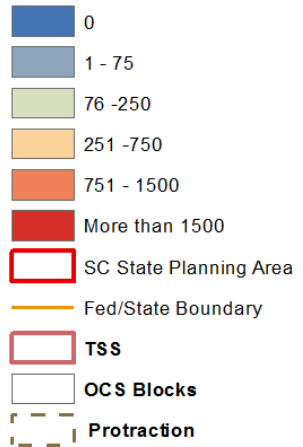 0
1 - 75
76 -250
251 -750
751 - 1500
More than 1500
SC State Planning Area
Fed/State Boundary
TSS
OCS Blocks
Protraction